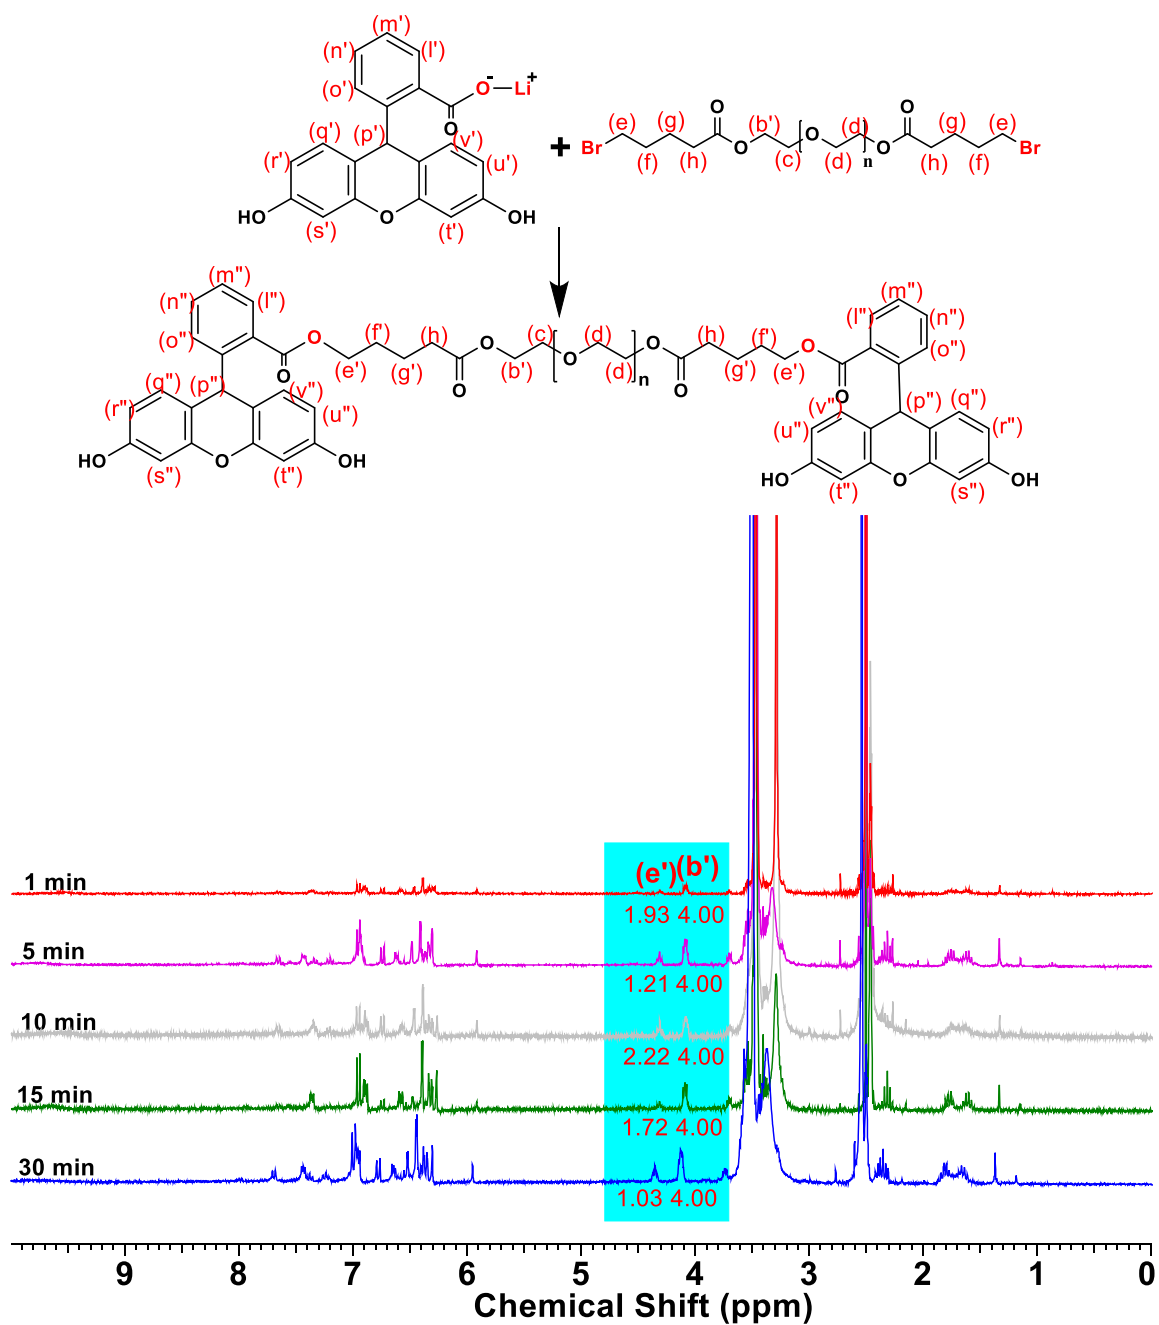 (m')
(n') (l')
(o') O⁻—Li⁺
O
(q') (p') (v')
(r') (u')
HO O OH
(s') (t')
+
O O
(e) (g) (b') (d) (g) (e)
Br O O O Br
(f) (h) (c) (d) n (h) (f)
(m")
(n") (l")
(o") O (f') (h) O (c) (d) O (h) (f') O
O (e') (g') O (b') O (d) n O (g') (e') O
(q") (p") (v")
(r") (u")
HO O OH
(s") (t")
(m")
(l") (n")
(o")
(v") (p") (q")
(u") (r")
HO O OH
(t") (s")
(e') (b')
1 min
1.93 4.00
5 min
1.21 4.00
10 min
2.22 4.00
15 min
1.72 4.00
30 min
1.03 4.00
9 8 7 6 5 4 3 2 1 0
Chemical Shift (ppm)